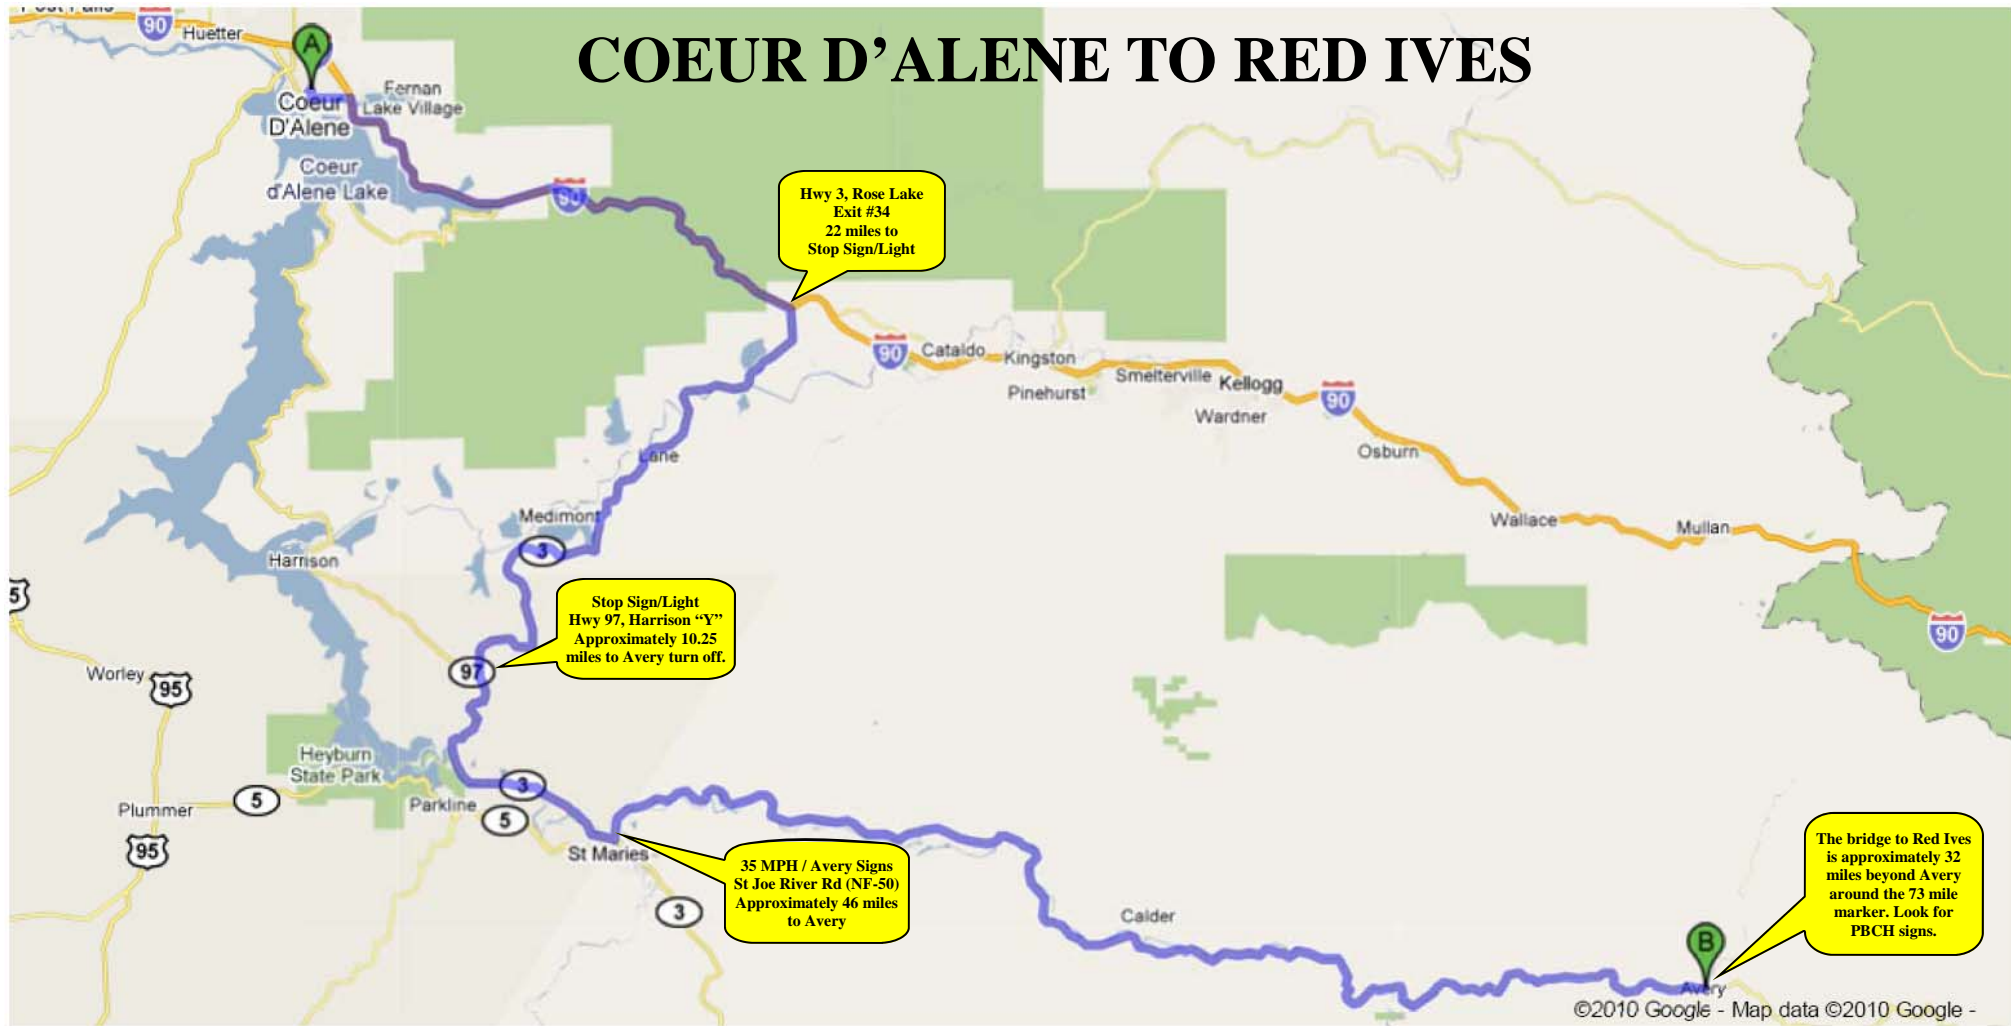 COEUR D'ALENE TO RED IVES
90
Huetter
A
Coeur
D'Alene
Fernan
Lake Village
Coeur
d'Alene Lake
90
Hwy 3, Rose Lake
Exit #34
22 miles to
Stop Sign/Light
90
Cataldo
Kingston
Pinehurst
Smelterville
Kellogg
Wardner
90
Osburn
Wallace
Mullan
90
Lane
Medimont
3
Harrison
Stop Sign/Light
Hwy 97, Harrison “Y”
Approximately 10.25
miles to Avery turn off.
97
5
Worley
95
Heyburn
State Park
Plummer
5
95
Parkline
3
5
St Maries
3
35 MPH / Avery Signs
St Joe River Rd (NF-50)
Approximately 46 miles
to Avery
Calder
The bridge to Red Ives
is approximately 32
miles beyond Avery
around the 73 mile
marker. Look for
PBCH signs.
B
Avery
©2010 Google - Map data ©2010 Google -